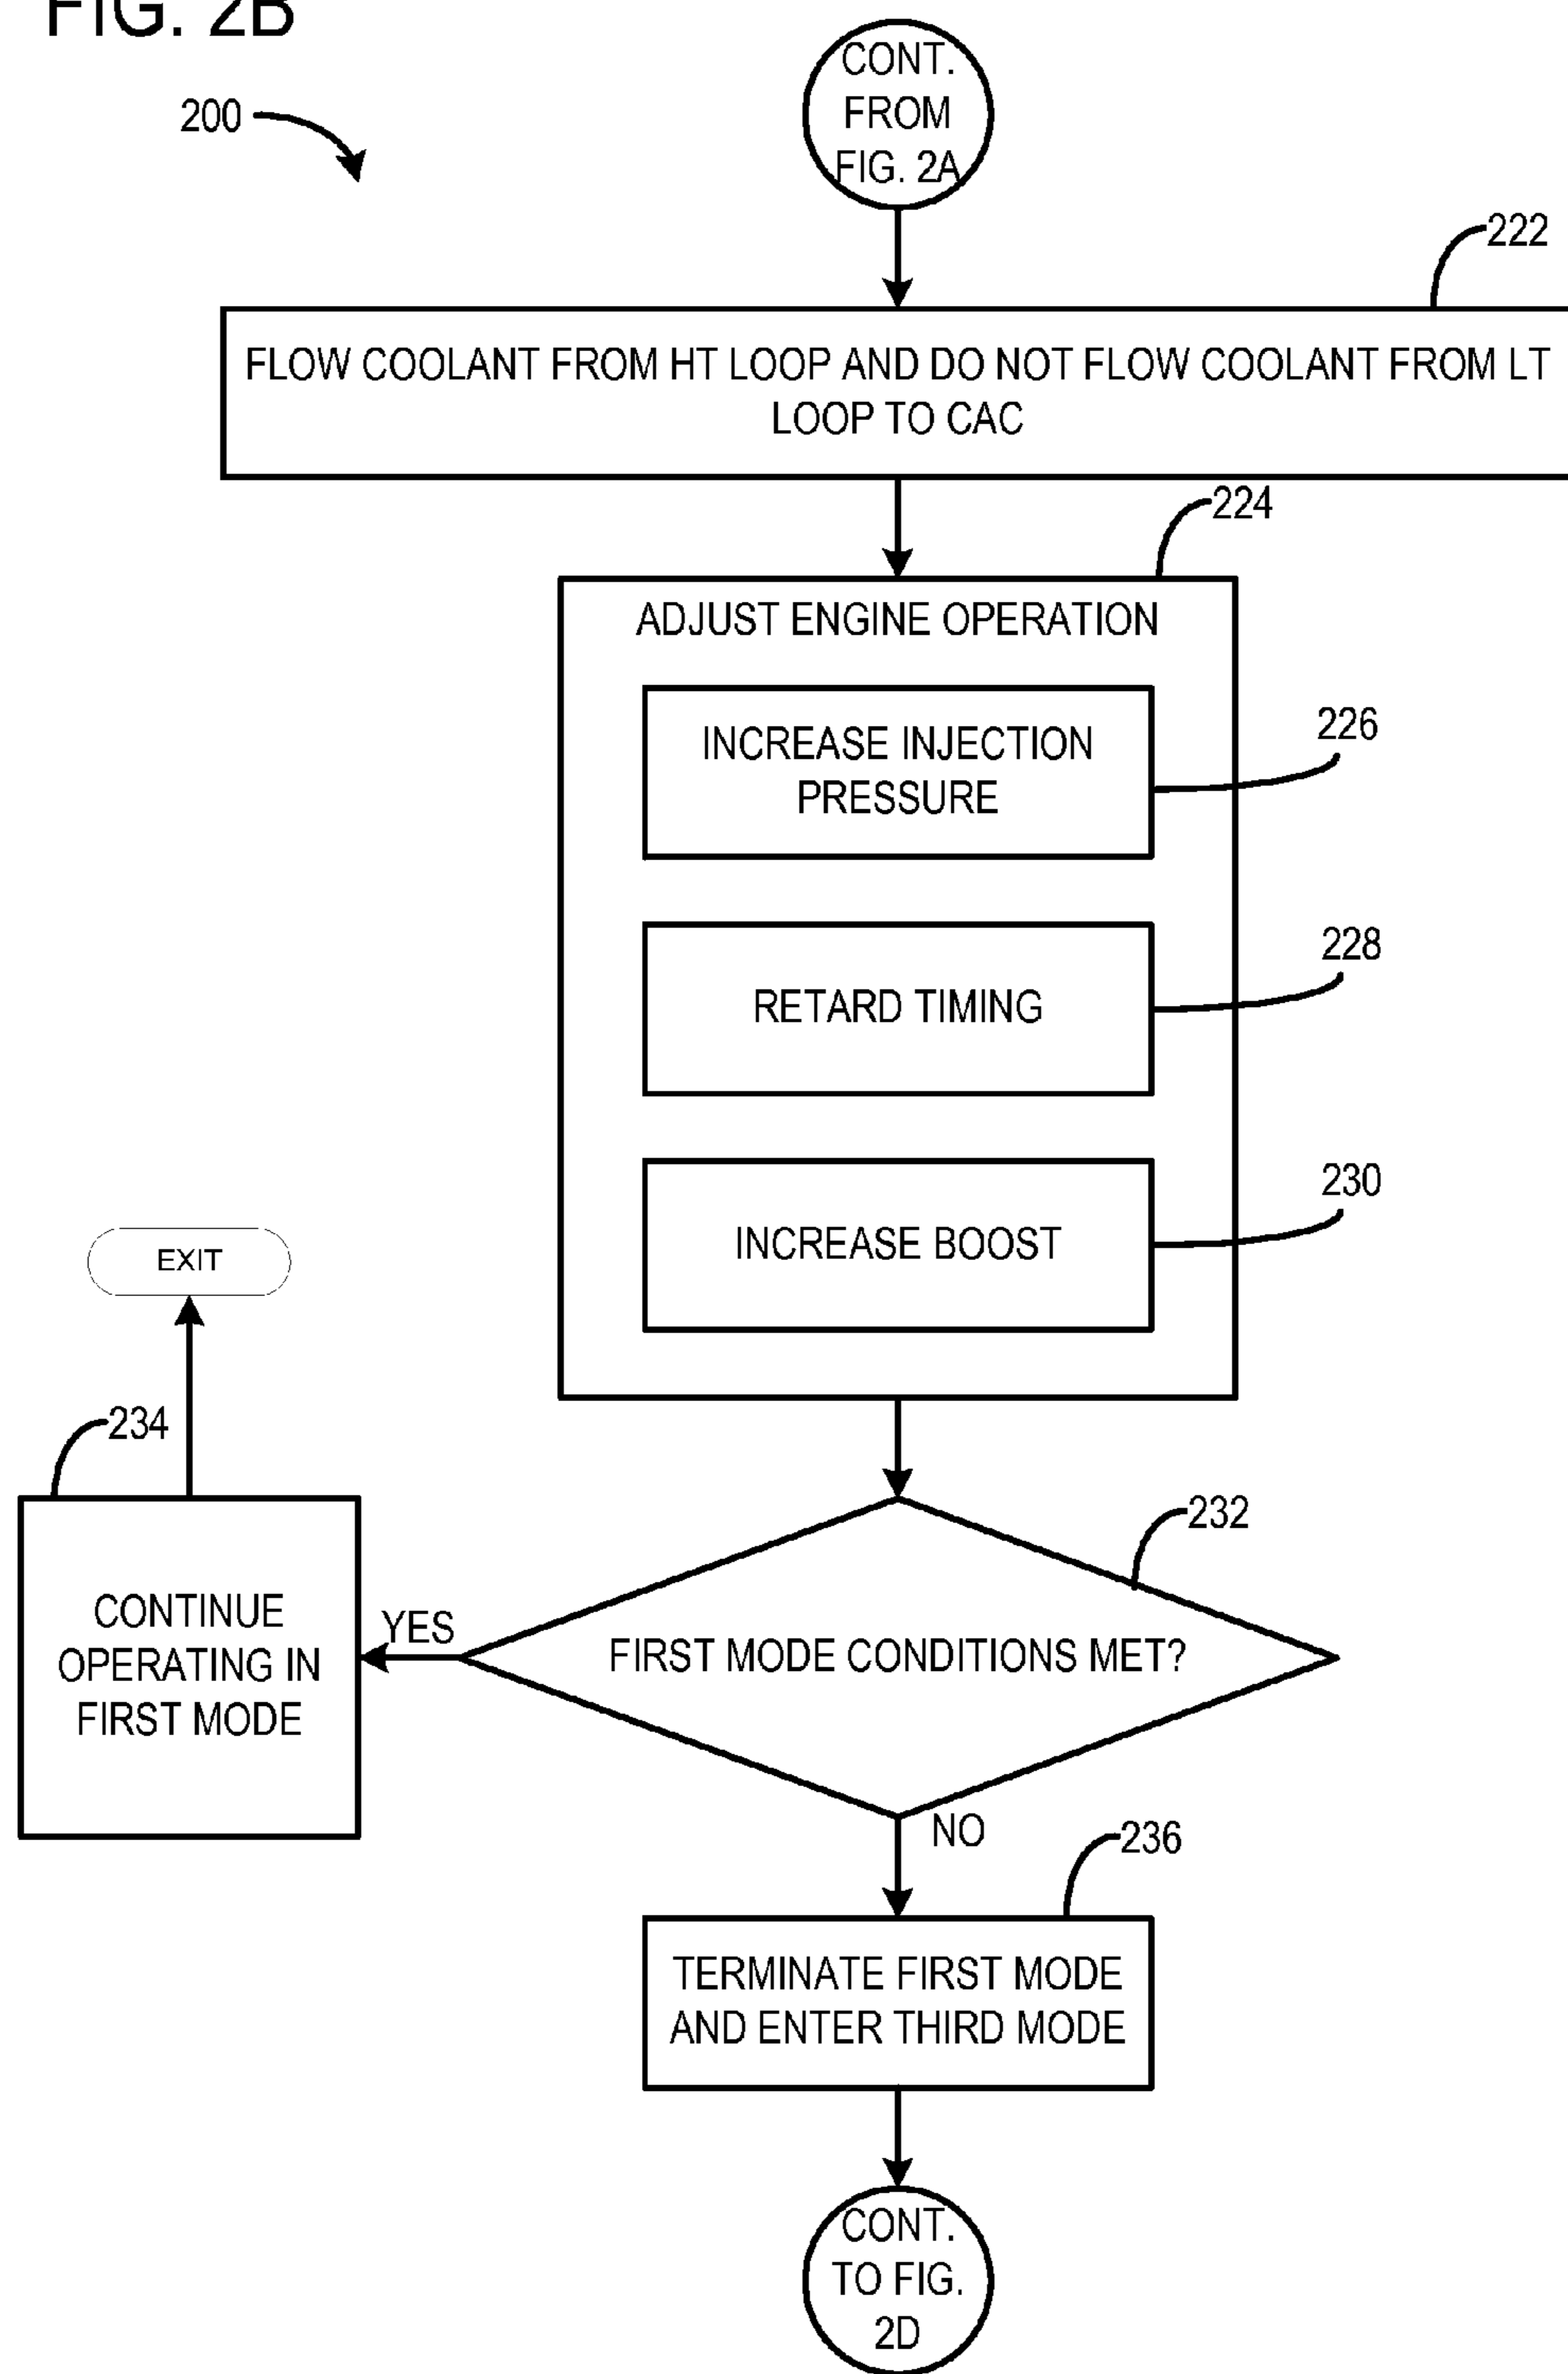 FIG. 2B
200
CONT.
FROM
FIG. 2A
222
FLOW COOLANT FROM HT LOOP AND DO NOT FLOW COOLANT FROM LT
LOOP TO CAC
224
ADJUST ENGINE OPERATION
INCREASE INJECTION
PRESSURE
226
RETARD TIMING
228
INCREASE BOOST
230
EXIT
234
CONTINUE
OPERATING IN
FIRST MODE
YES
232
FIRST MODE CONDITIONS MET?
NO
236
TERMINATE FIRST MODE
AND ENTER THIRD MODE
CONT.
TO FIG.
2D